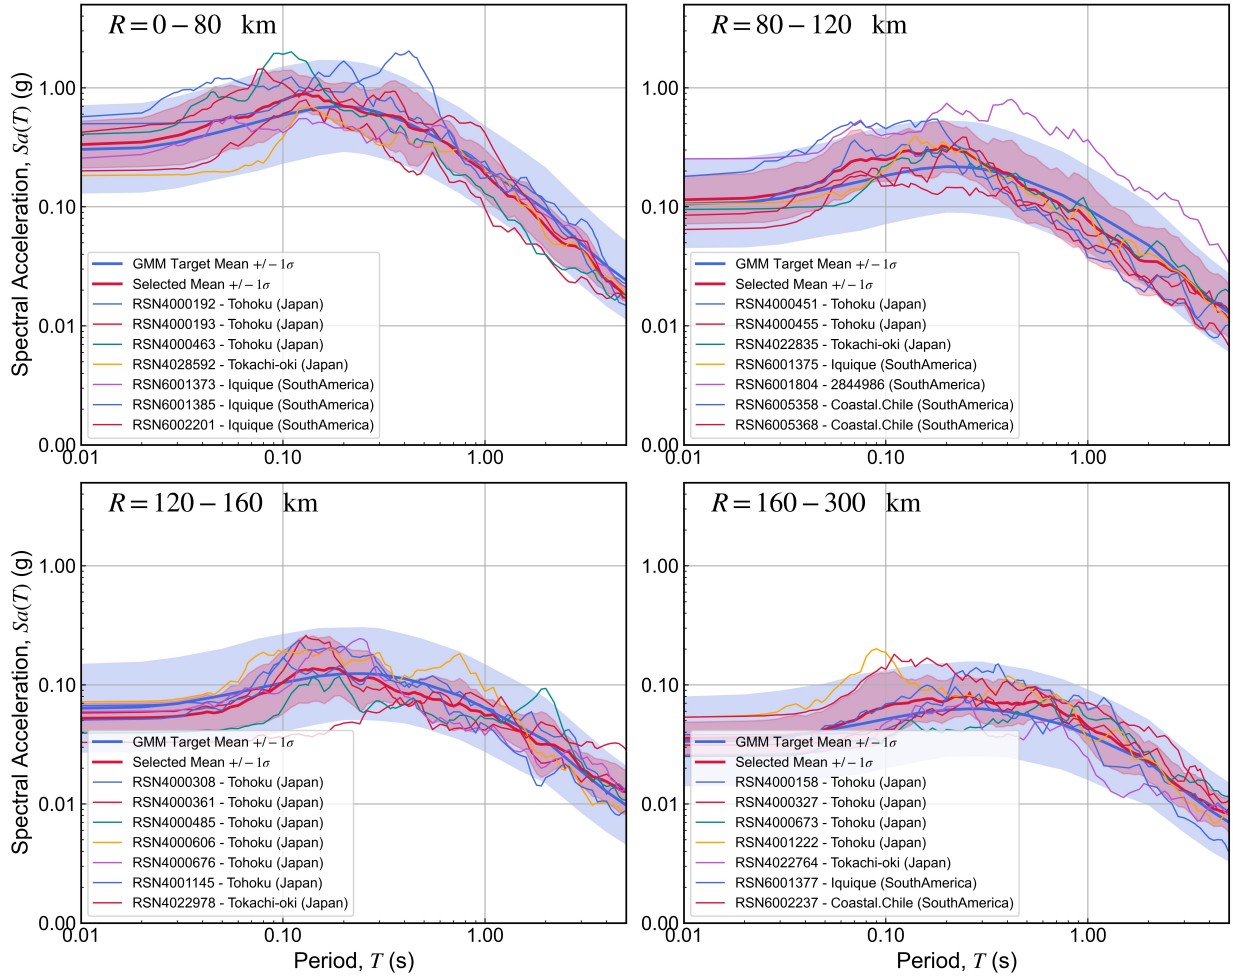 R = 0 − 80 km
Spectral Acceleration, Sa(T) (g)
1.00
0.10
0.01
0.00
GMM Target Mean +/− 1σ
Selected Mean +/− 1σ
RSN4000192 - Tohoku (Japan)
RSN4000193 - Tohoku (Japan)
RSN4000463 - Tohoku (Japan)
RSN4028592 - Tokachi-oki (Japan)
RSN6001373 - Iquique (SouthAmerica)
RSN6001385 - Iquique (SouthAmerica)
RSN6002201 - Iquique (SouthAmerica)
0.01 0.10 1.00
R = 80 − 120 km
1.00
0.10
0.01
0.00
GMM Target Mean +/− 1σ
Selected Mean +/− 1σ
RSN4000451 - Tohoku (Japan)
RSN4000455 - Tohoku (Japan)
RSN4022835 - Tokachi-oki (Japan)
RSN6001375 - Iquique (SouthAmerica)
RSN6001804 - 2844986 (SouthAmerica)
RSN6005358 - Coastal.Chile (SouthAmerica)
RSN6005368 - Coastal.Chile (SouthAmerica)
0.01 0.10 1.00
R = 120 − 160 km
Spectral Acceleration, Sa(T) (g)
1.00
0.10
0.01
0.00
GMM Target Mean +/− 1σ
Selected Mean +/− 1σ
RSN4000308 - Tohoku (Japan)
RSN4000361 - Tohoku (Japan)
RSN4000485 - Tohoku (Japan)
RSN4000606 - Tohoku (Japan)
RSN4000676 - Tohoku (Japan)
RSN4001145 - Tohoku (Japan)
RSN4022978 - Tokachi-oki (Japan)
0.01 0.10 1.00
Period, T (s)
R = 160 − 300 km
1.00
0.10
0.01
0.00
GMM Target Mean +/− 1σ
Selected Mean +/− 1σ
RSN4000158 - Tohoku (Japan)
RSN4000327 - Tohoku (Japan)
RSN4000673 - Tohoku (Japan)
RSN4001222 - Tohoku (Japan)
RSN4022764 - Tokachi-oki (Japan)
RSN6001377 - Iquique (SouthAmerica)
RSN6002237 - Coastal.Chile (SouthAmerica)
0.01 0.10 1.00
Period, T (s)